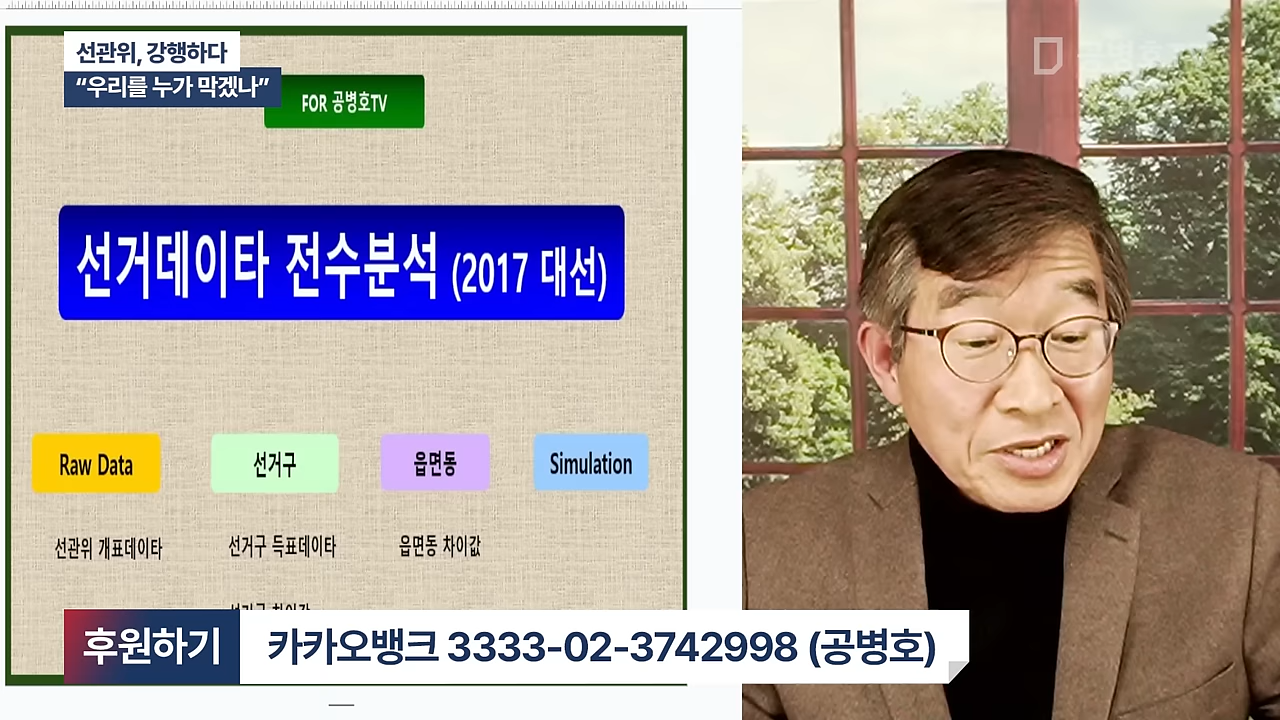 선관위, 강행하다
“우리를 누가 막겠나”
FOR 공병호TV
선거데이타 전수분석 (2017 대선)
Raw Data
선거구
읍면동
Simulation
선관위 개표데이타
선거구 득표데이타
읍면동 차이값
후원하기
카카오뱅크 3333-02-3742998 (공병호)